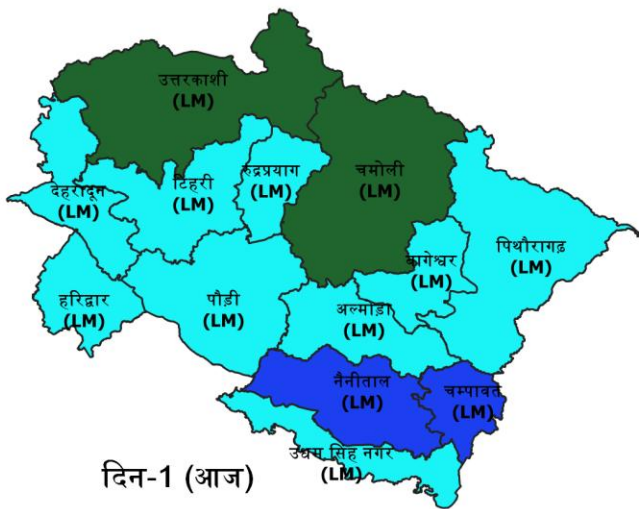 उत्तरकाशी
(LM)
चमोली
(LM)
रुद्रप्रयाग
(LM)
टिहरी
(LM)
देहरादून
(LM)
बागेश्वर
(LM)
पिथौरागढ़
(LM)
हरिद्वार
(LM)
पौड़ी
(LM)
अल्मोड़ा
(LM)
नैनीताल
(LM)
चम्पावत
(LM)
उधम सिंह नगर
(LM)
दिन-1 (आज)